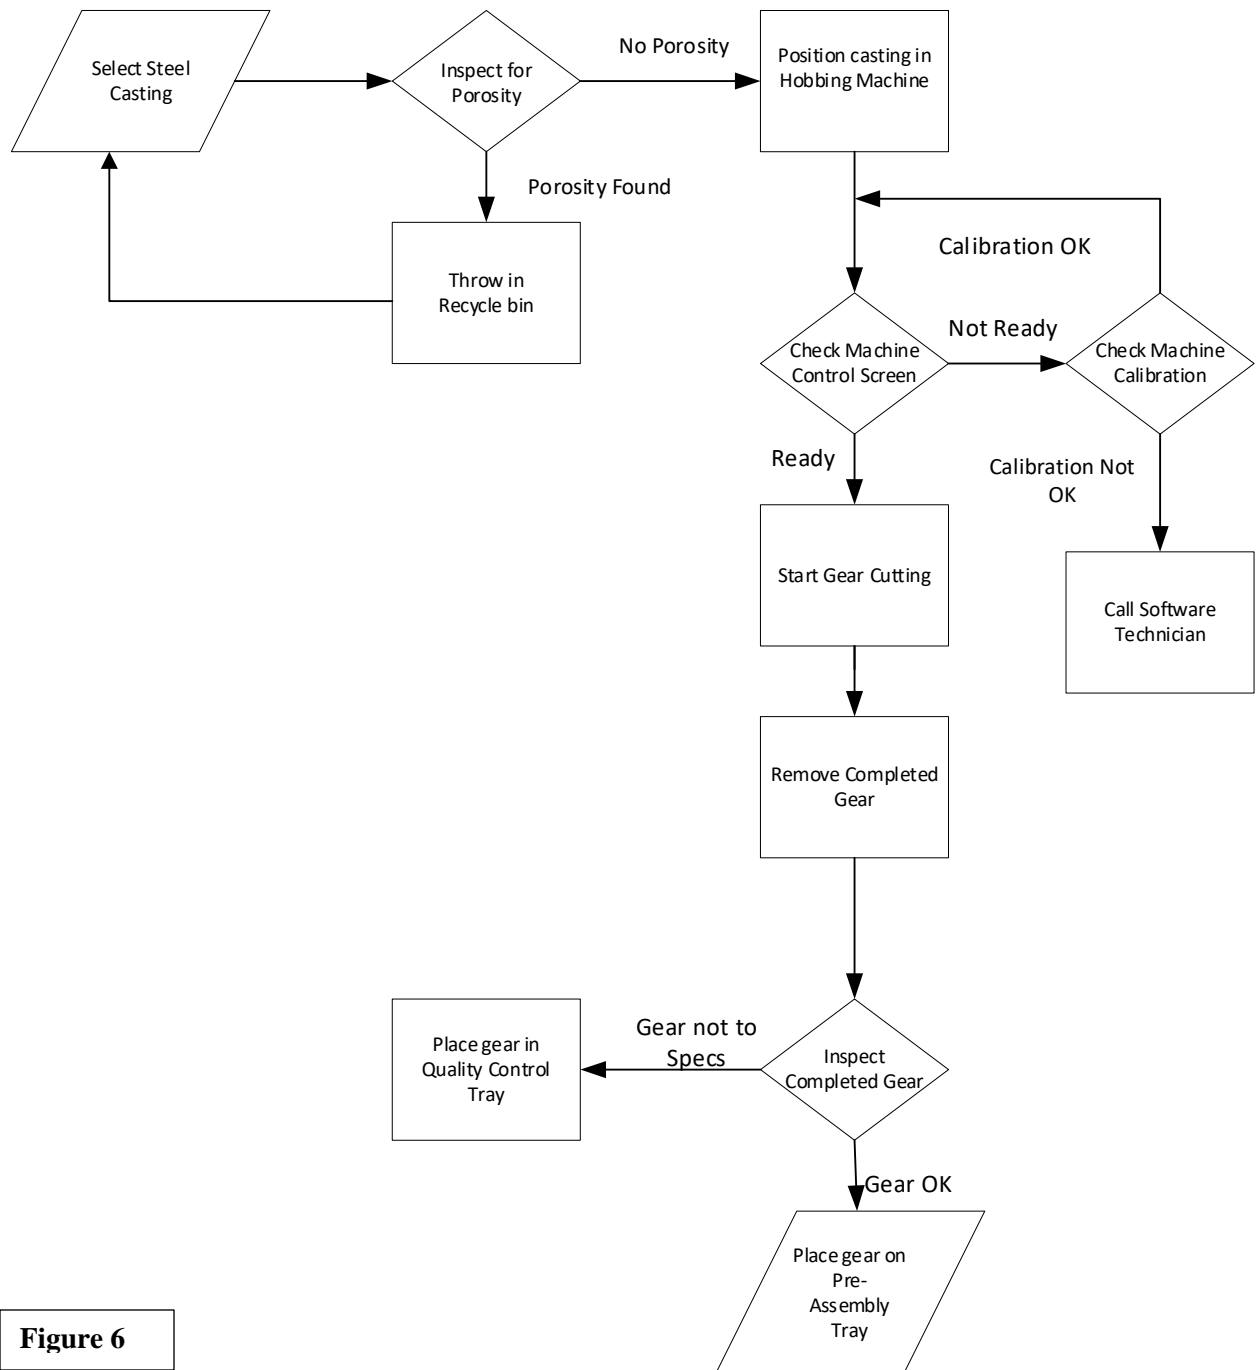 Select Steel
Casting
Inspect for
Porosity
No Porosity
Position casting in
Hobbing Machine
Porosity Found
Throw in
Recycle bin
Calibration OK
Check Machine
Control Screen
Not Ready
Check Machine
Calibration
Ready
Calibration Not
OK
Start Gear Cutting
Call Software
Technician
Remove Completed
Gear
Gear not to
Specs
Place gear in
Quality Control
Tray
Inspect
Completed Gear
Gear OK
Place gear on
Pre-
Assembly
Tray
Figure 6